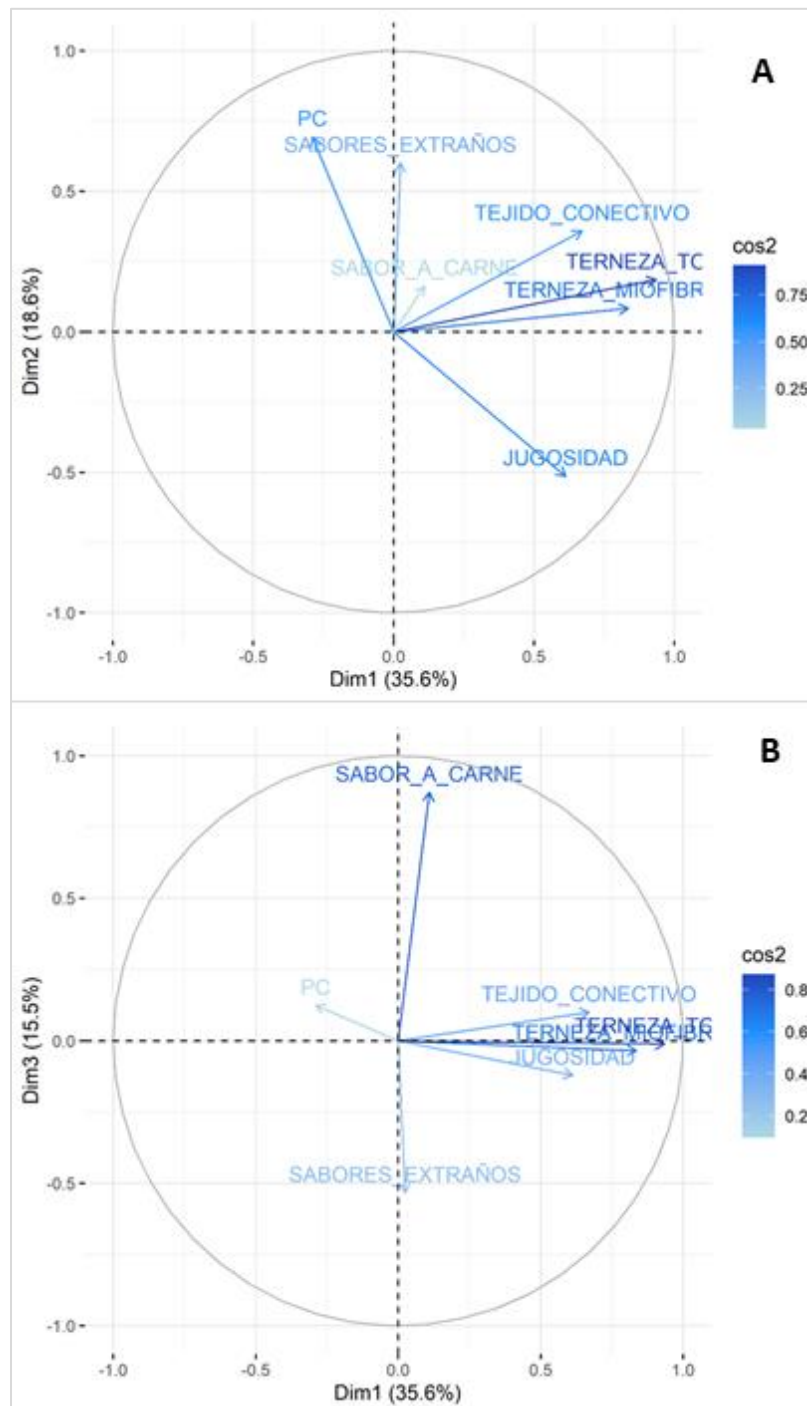 A
1.0
PC
SABORES_EXTRAÑOS
0.5
TEJIDO_CONECTIVO
cos2
SABOR_A_CARNE
TERNEZA_TO
0.75
TERNEZA_MIOFIBR
0.50
0.25
Dim2 (18.6%)
0.0
JUGOSIDAD
-0.5
-1.0
-1.0 -0.5 0.0 0.5 1.0
Dim1 (35.6%)
B
1.0
SABOR_A_CARNE
0.5
cos2
PC
TEJIDO_CONECTIVO
0.8
TERNEZA_TO
TERNEZA_MIOFIBR
0.6
JUGOSIDAD
0.4
0.2
Dim3 (15.5%)
0.0
SABORES_EXTRAÑOS
-0.5
-1.0
-1.0 -0.5 0.0 0.5 1.0
Dim1 (35.6%)